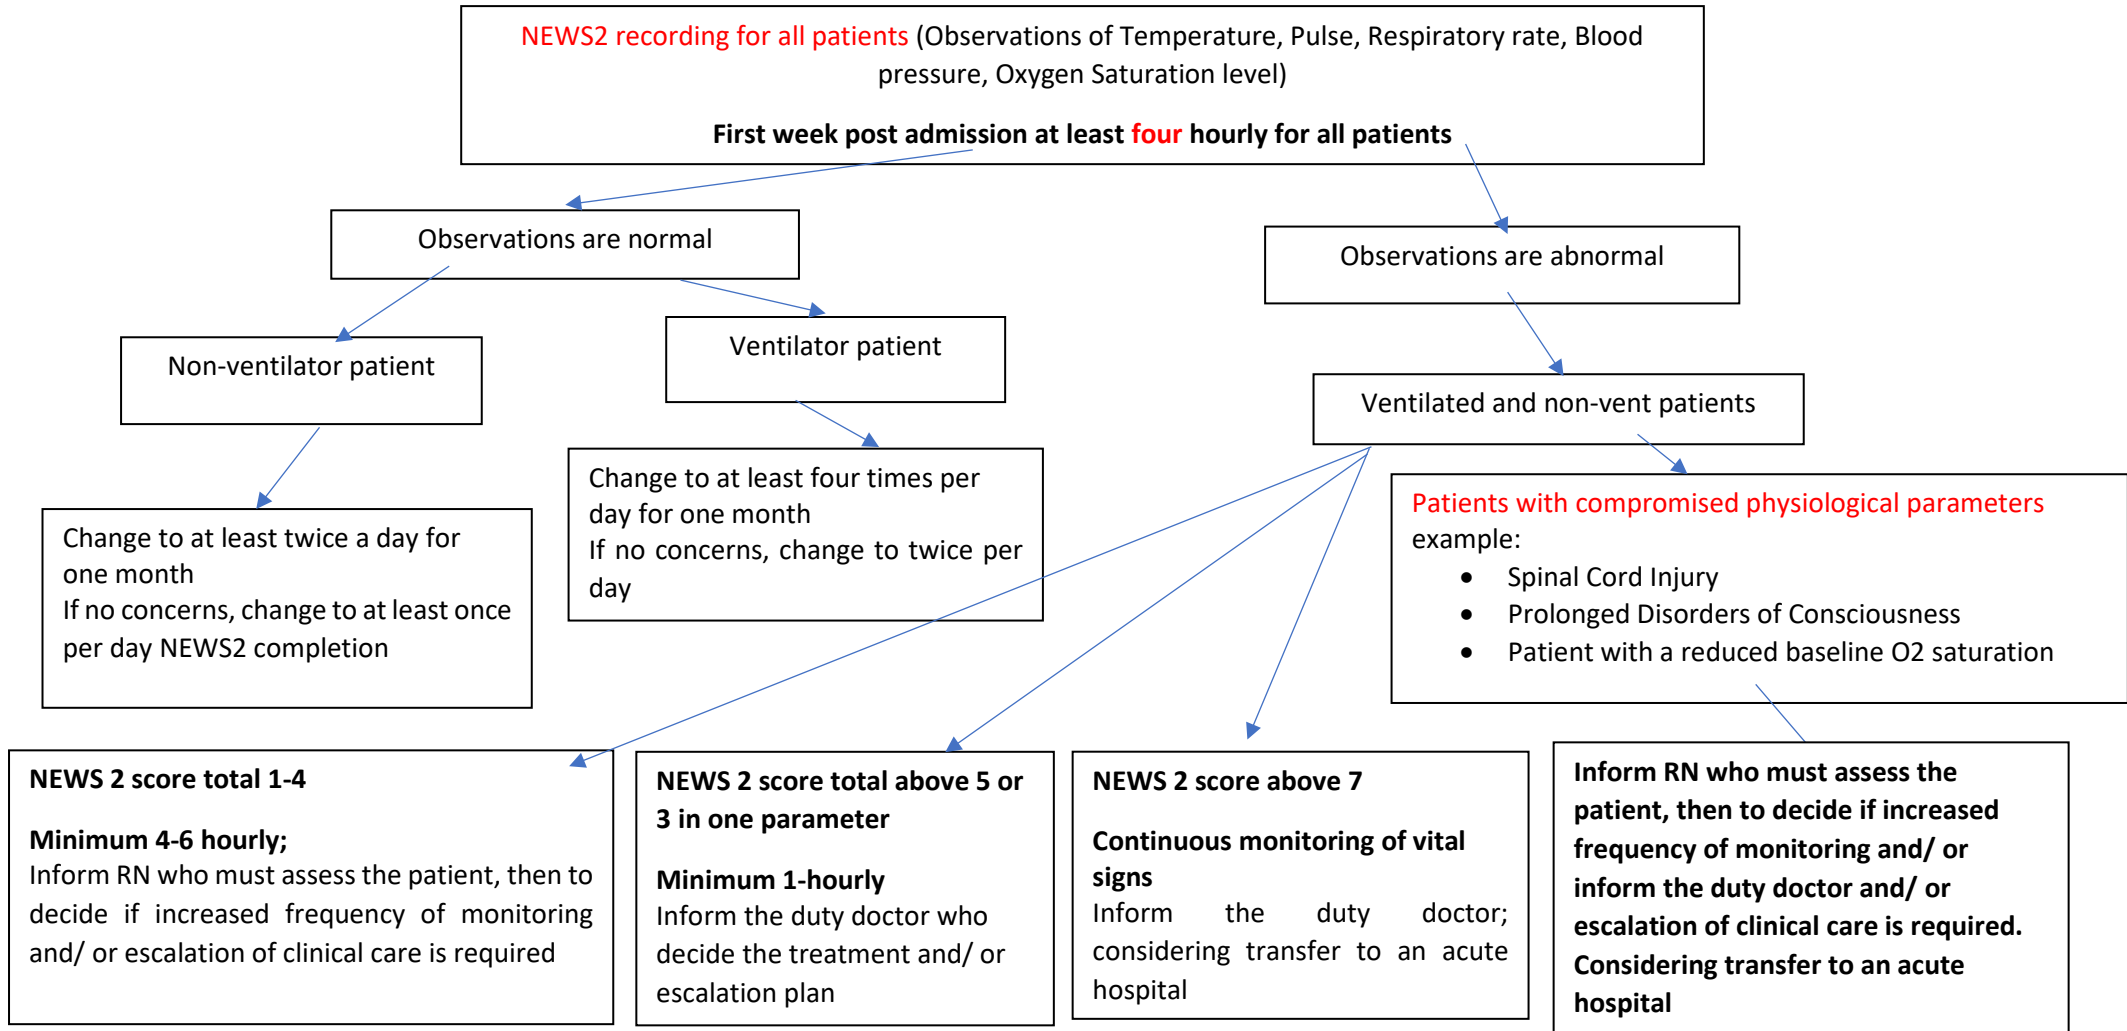 NEWS2 recording for all patients (Observations of Temperature, Pulse, Respiratory rate, Blood
pressure, Oxygen Saturation level)
First week post admission at least four hourly for all patients
Observations are normal
Observations are abnormal
Non-ventilator patient
Ventilator patient
Ventilated and non-vent patients
Change to at least twice a day for
one month
If no concerns, change to at least once
per day NEWS2 completion
Change to at least four times per
day for one month
If no concerns, change to twice per
day
Patients with compromised physiological parameters
example:
• Spinal Cord Injury
• Prolonged Disorders of Consciousness
• Patient with a reduced baseline O2 saturation
NEWS 2 score total 1-4
Minimum 4-6 hourly;
Inform RN who must assess the patient, then to
decide if increased frequency of monitoring
and/ or escalation of clinical care is required
NEWS 2 score total above 5 or
3 in one parameter
Minimum 1-hourly
Inform the duty doctor who
decide the treatment and/ or
escalation plan
NEWS 2 score above 7
Continuous monitoring of vital
signs
Inform the duty doctor;
considering transfer to an acute
hospital
Inform RN who must assess the
patient, then to decide if increased
frequency of monitoring and/ or
inform the duty doctor and/ or
escalation of clinical care is required.
Considering transfer to an acute
hospital